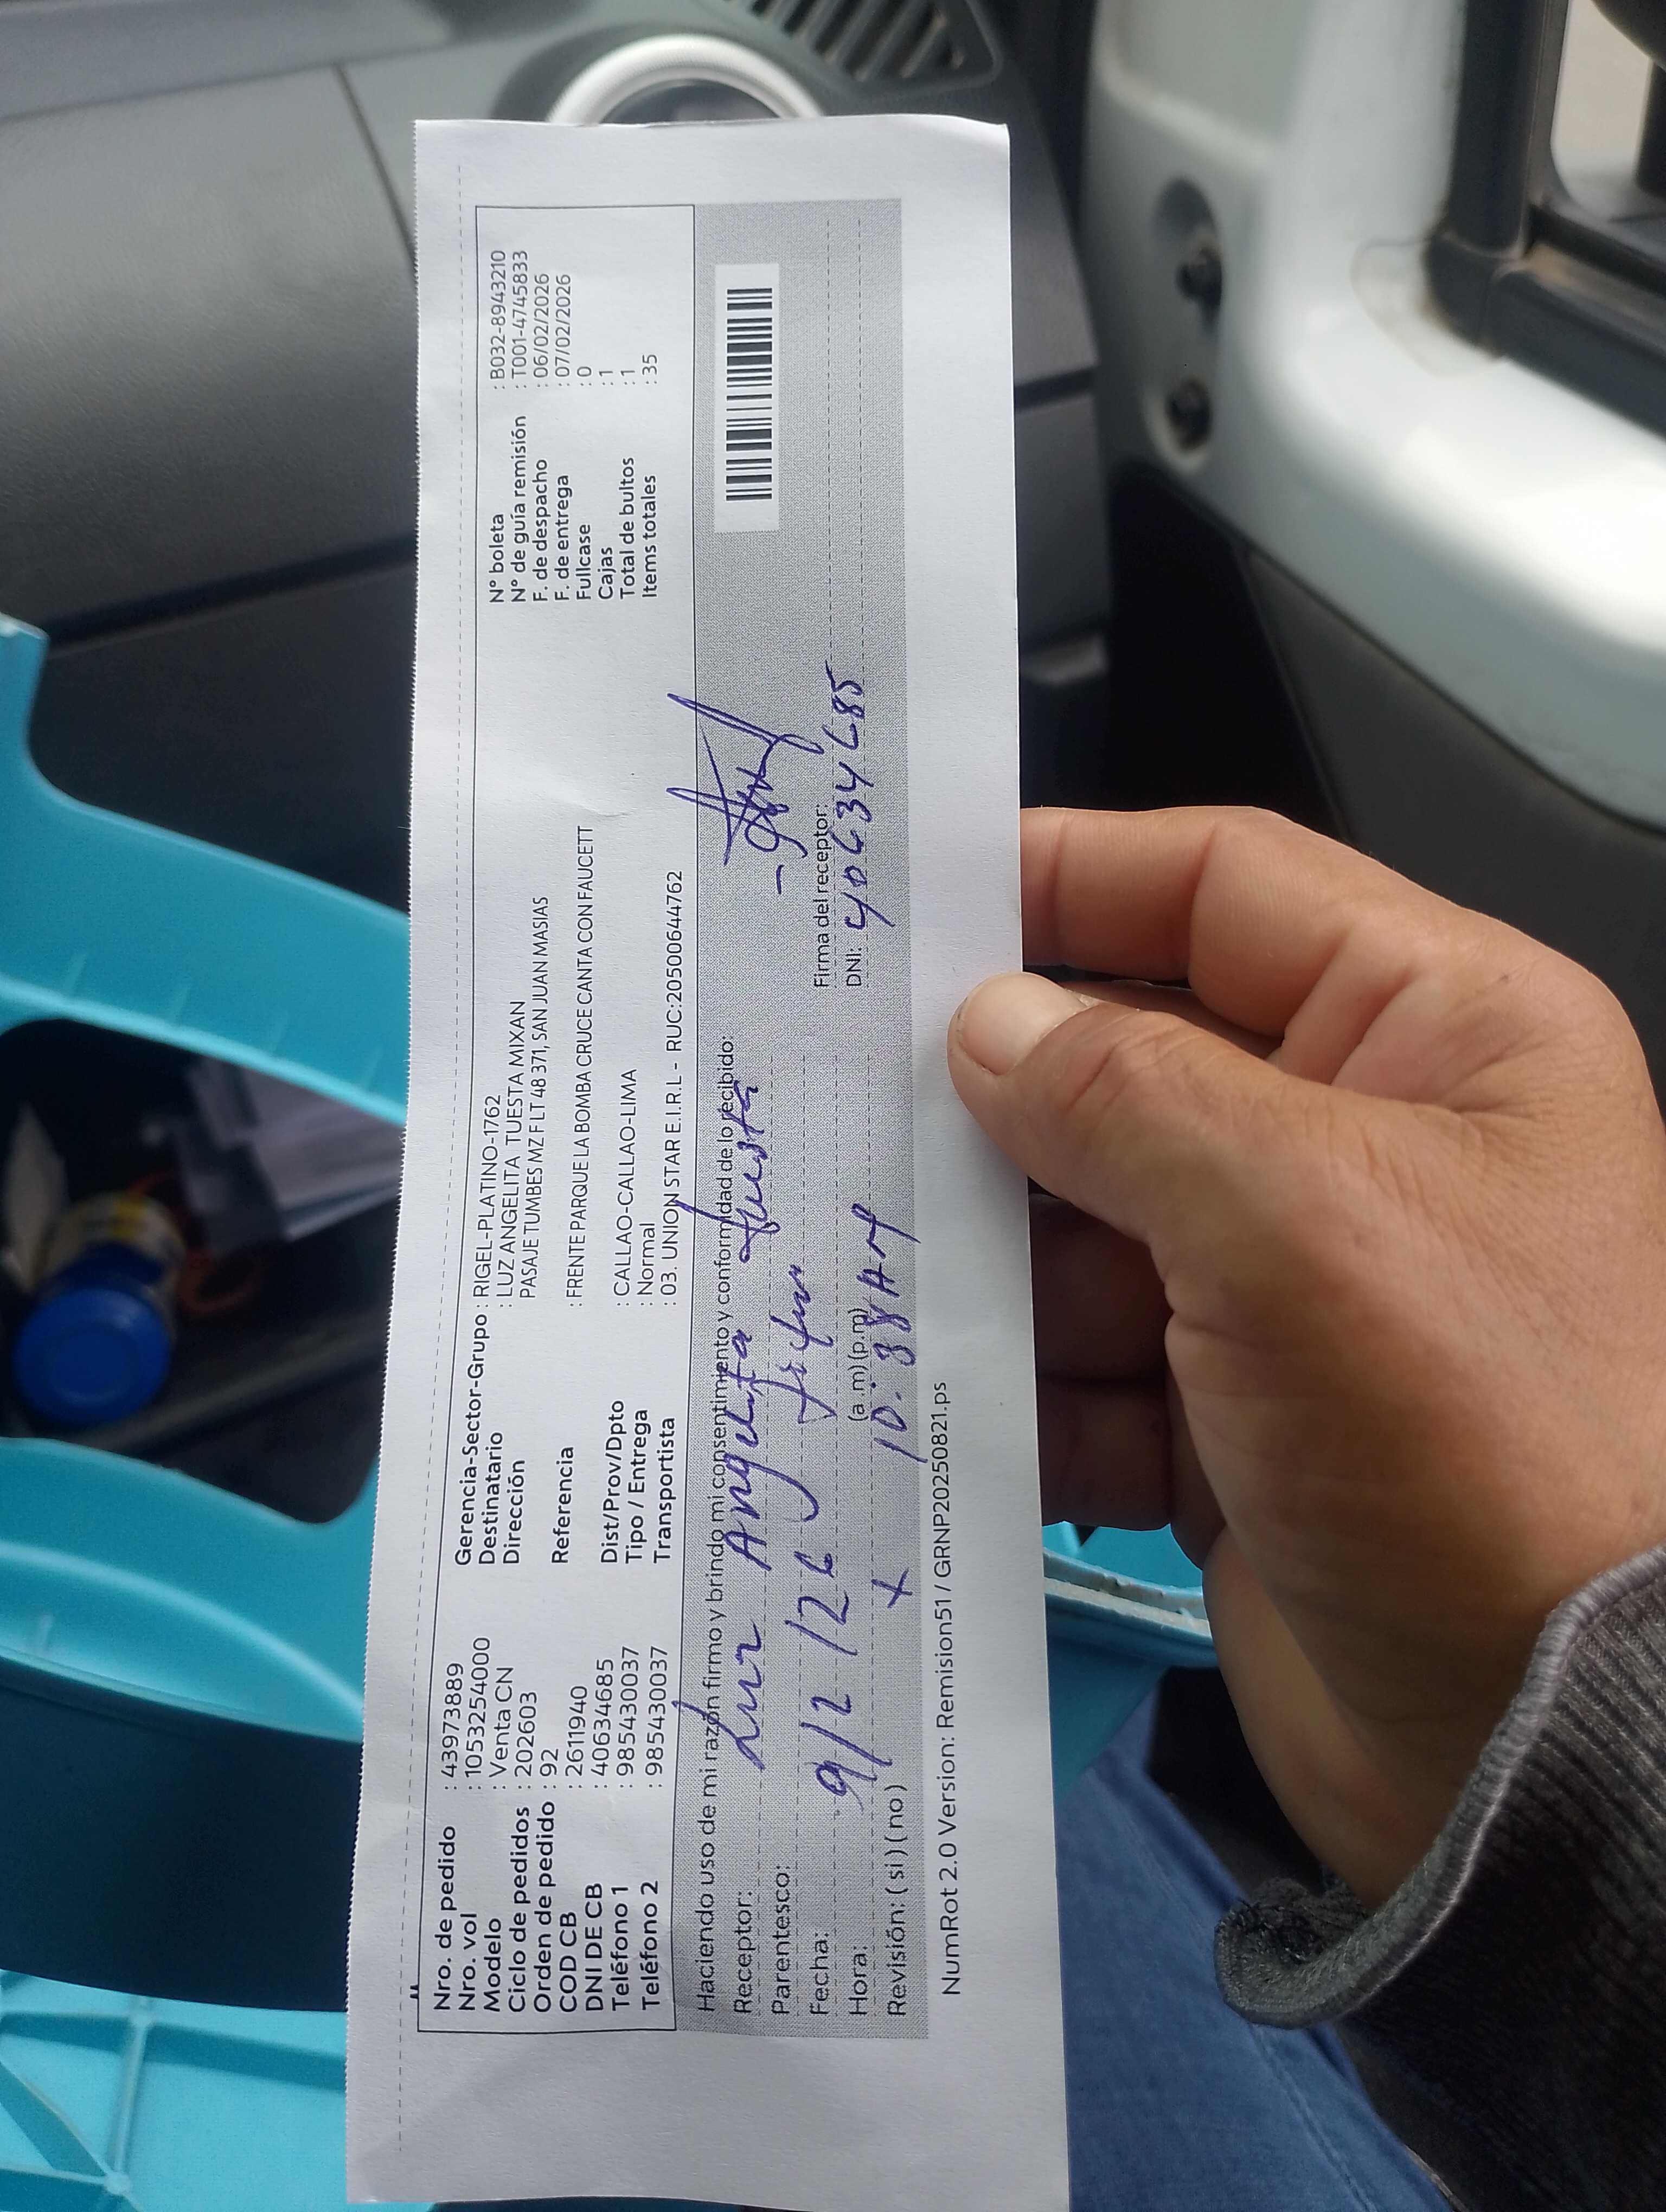 Nro. de pedido : 439739889
Nro. vol : 1053254000
Modelo : Venta CN
Ciclo de pedidos : 202603
Orden de pedido : 92
COD CB : 2611940
DNI DE CB : 40634685
Teléfono 1 : 985430037
Teléfono 2 : 985430037
Gerencia-Sector-Grupo : RIGEL-PLATINO-1762
Destinatario : LUZ ANGELITA TUESTA MIXAN
Dirección PASAJE TUMBES MZ F LT 48 371, SAN JUAN MASIAS
Referencia : FRENTE PARQUE LA BOMBA CRUCE CANTA CON FAUCETT
Dist/Prov/Dpto : CALLAO-CALLAO-LIMA
Tipo / Entrega : Normal
Transportista : 03. UNION STAR E.I.R.L - RUC:20500644762
N° boleta : B032-8943210
N° de guía remisión : T001-4745833
F. de despacho : 06/02/2026
F. de entrega : 07/02/2026
Fullcase : 0
Cajas : 1
Total de bultos : 1
Items totales : 35
Haciendo uso de mi razón firmo y brindo mi consentimiento y conformidad de lo recibido:
Receptor: Luz Angelita Tuesta
Parentesco:
Fecha: 9/2/26
Hora: (a.m) (p.m)
Revisión: ( si ) ( no ) + 10:38 AM
Firma del receptor:
DNI: 40634685
NumRot 2.0 Version: Remision51 / GRNP20250821.ps